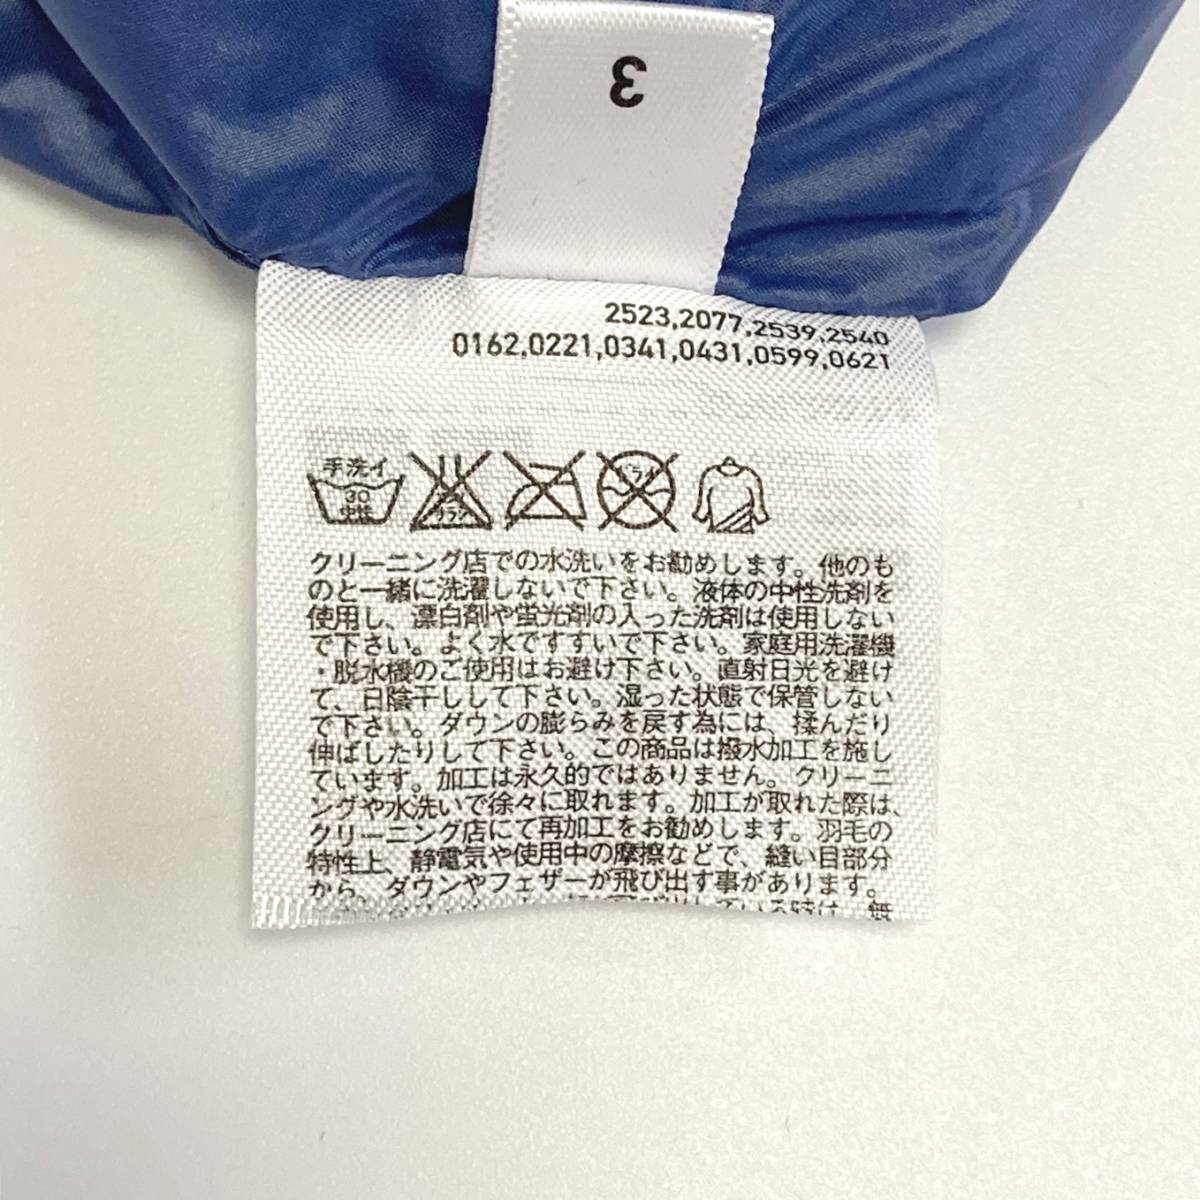 3
2523,2077,2539,2540
0162,0221,0341,0431,0599,0621
手洗イ
30
中性
クリーニング店での水洗いをお勧めします。他のも
のと一緒に洗濯しないで下さい。液体の中性洗剤を
使用し、漂白剤や蛍光剤の入った洗剤は使用しない
で下さい。よく水ですすいで下さい。家庭用洗濯機
・脱水機のご使用はお避け下さい。直射日光を避け
て、日陰干しして下さい。湿った状態で保管しない
で下さい。ダウンの膨らみを戻す為には、揉んだり
伸ばしたりして下さい。この商品は撥水加工を施し
ています。加工は永久的ではありません。クリーニ
ングや水洗いで徐々に取れます。加工が取れた際は、
クリーニング店にて再加工をお勧めします。羽毛の
特性上、静電気や使用中の摩擦などで、縫い目部分
から、ダウンやフェザーが飛び出す事があります。